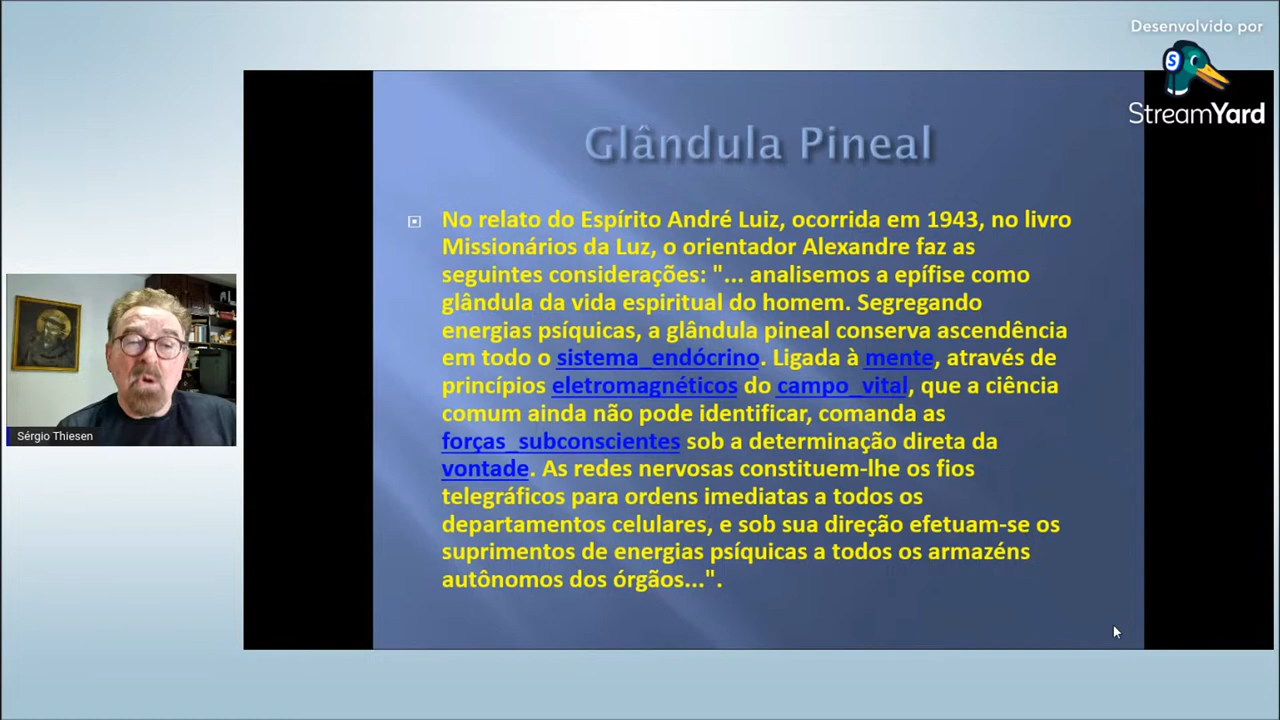 Desenvolvido por
StreamYard
Glândula Pineal
No relato do Espírito André Luiz, ocorrida em 1943, no livro
Missionários da Luz, o orientador Alexandre faz as
seguintes considerações: "... analisemos a epífise como
glândula da vida espiritual do homem. Segregando
energias psíquicas, a glândula pineal conserva ascendência
em todo o sistema_endócrino. Ligada à mente, através de
princípios eletromagnéticos do campo_vital, que a ciência
comum ainda não pode identificar, comanda as
forças_subconscientes sob a determinação direta da
vontade. As redes nervosas constituem-lhe os fios
telegráficos para ordens imediatas a todos os
departamentos celulares, e sob sua direção efetuam-se os
suprimentos de energias psíquicas a todos os armazéns
autônomos dos órgãos...".
Sérgio Thiesen